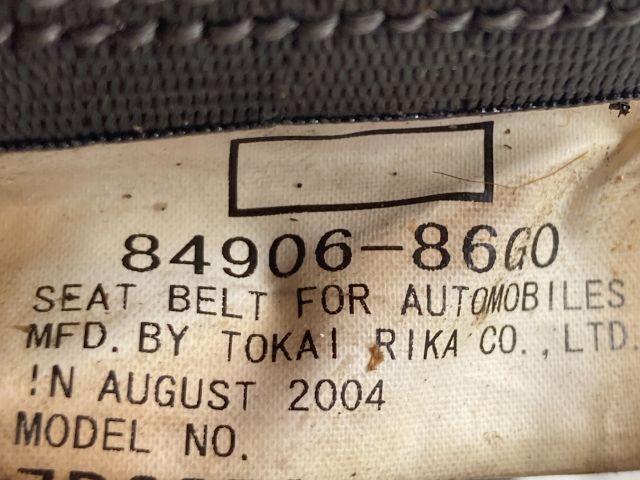 84906-86G0
SEAT BELT FOR AUTOMOBILES
MFD. BY TOKAI RIKA CO.,LTD.
IN AUGUST 2004
MODEL NO.